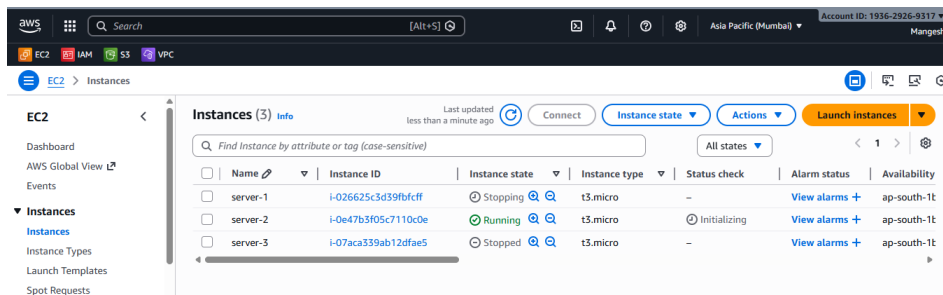 aws
Search [Alt+S]
Asia Pacific (Mumbai)
Account ID: 1936-2926-9317
Mangesh
EC2 IAM S3 VPC
EC2 > Instances
EC2
Dashboard
AWS Global View
Events
Instances
Instances
Instance Types
Launch Templates
Spot Requests
Instances (3) Info
Last updated
less than a minute ago
Connect
Instance state
Actions
Launch instances
Find Instance by attribute or tag (case-sensitive)
All states
1
Name Instance ID Instance state Instance type Status check Alarm status Availability
server-1 i-026625c3d39fbfcff Stopping t3.micro – View alarms + ap-south-1b
server-2 i-0e47b3f05c7110c0e Running t3.micro Initializing View alarms + ap-south-1b
server-3 i-07aca339ab12dfae5 Stopped t3.micro – View alarms + ap-south-1b